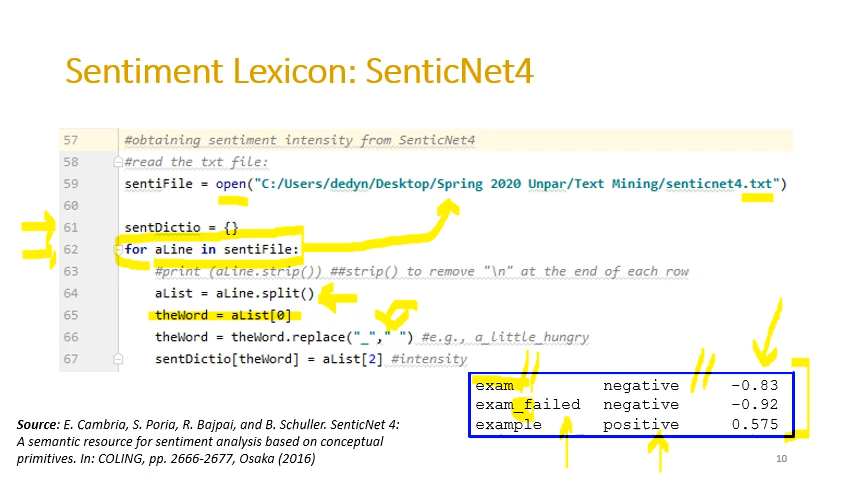 Sentiment Lexicon: SenticNet4
57 #obtaining sentiment intensity from SenticNet4
58 #read the txt file:
59 sentiFile = open("C:/Users/dedyn/Desktop/Spring 2020 Unpar/Text Mining/senticnet4.txt")
60
61 sentDictio = {}
62 for aLine in sentiFile:
63 #print (aLine.strip()) ##strip() to remove "\n" at the end of each row
64 aList = aLine.split()
65 theWord = aList[0]
66 theWord = theWord.replace("_"," ") #e.g., a_little_hungry
67 sentDictio[theWord] = aList[2] #intensity
exam negative -0.83
exam_failed negative -0.92
example positive 0.575
Source: E. Cambria, S. Poria, R. Bajpai, and B. Schuller. SenticNet 4:
A semantic resource for sentiment analysis based on conceptual
primitives. In: COLING, pp. 2666-2677, Osaka (2016)
10